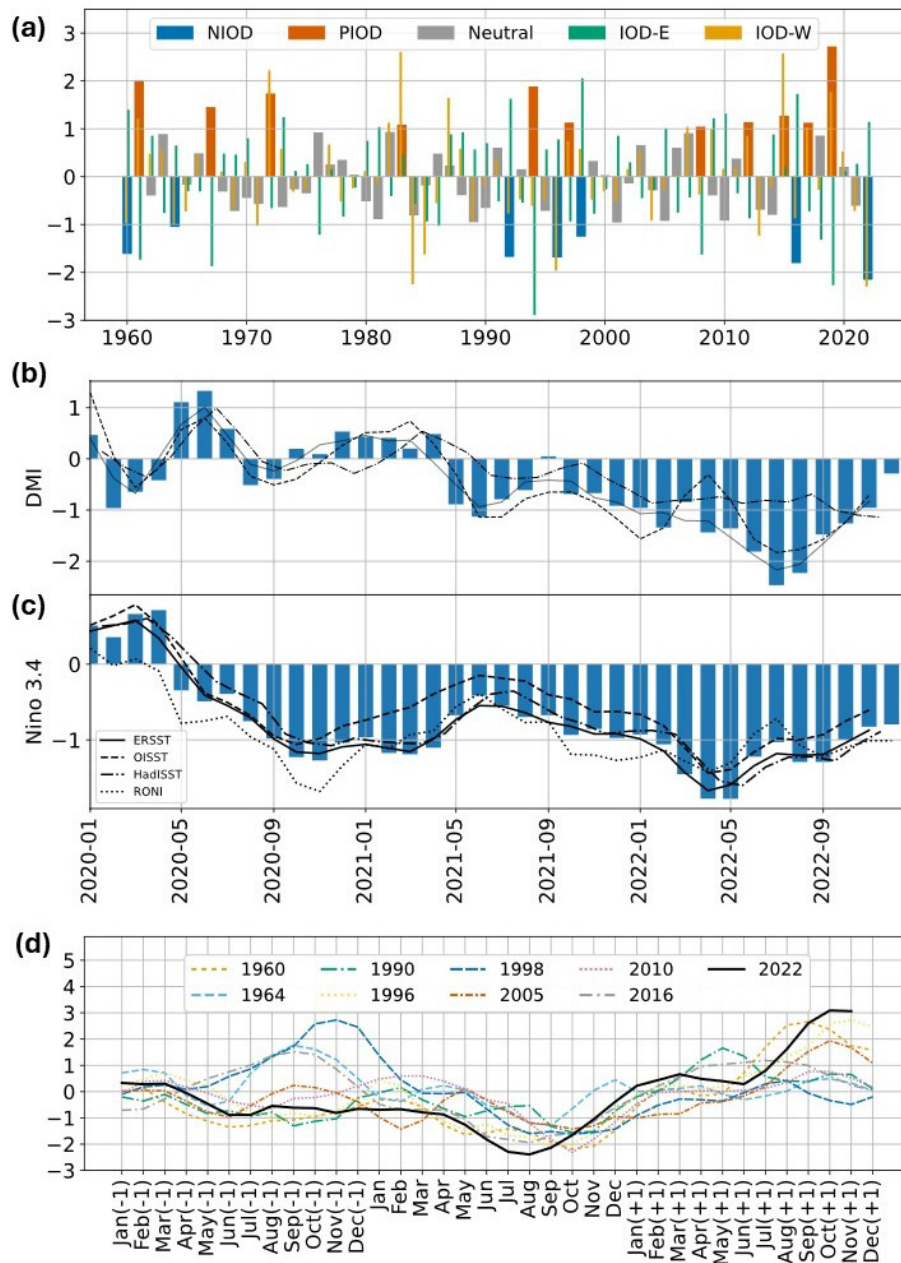 (a)
NIOD PIOD Neutral IOD-E IOD-W
3
2
1
0
−1
−2
−3
1960 1970 1980 1990 2000 2010 2020
(b)
DMI
1
0
−1
−2
(c)
Nino 3.4
0
−1
ERSST
OISST
HadISST
RONI
2020-01 2020-05 2020-09 2021-01 2021-05 2021-09 2022-01 2022-05 2022-09
(d)
5
4
3
2
1
0
−1
−2
−3
1960 1990 1998 2010 2022
1964 1996 2005 2016
Jan(-1) Feb(-1) Mar(-1) Apr(-1) May(-1) Jun(-1) Jul(-1) Aug(-1) Sep(-1) Oct(-1) Nov(-1) Dec(-1) Jan Feb Mar Apr May Jun Jul Aug Sep Oct Nov Dec Jan(+1) Feb(+1) Mar(+1) Apr(+1) May(+1) Jun(+1) Jul(+1) Aug(+1) Sep(+1) Oct(+1) Nov(+1) Dec(+1)